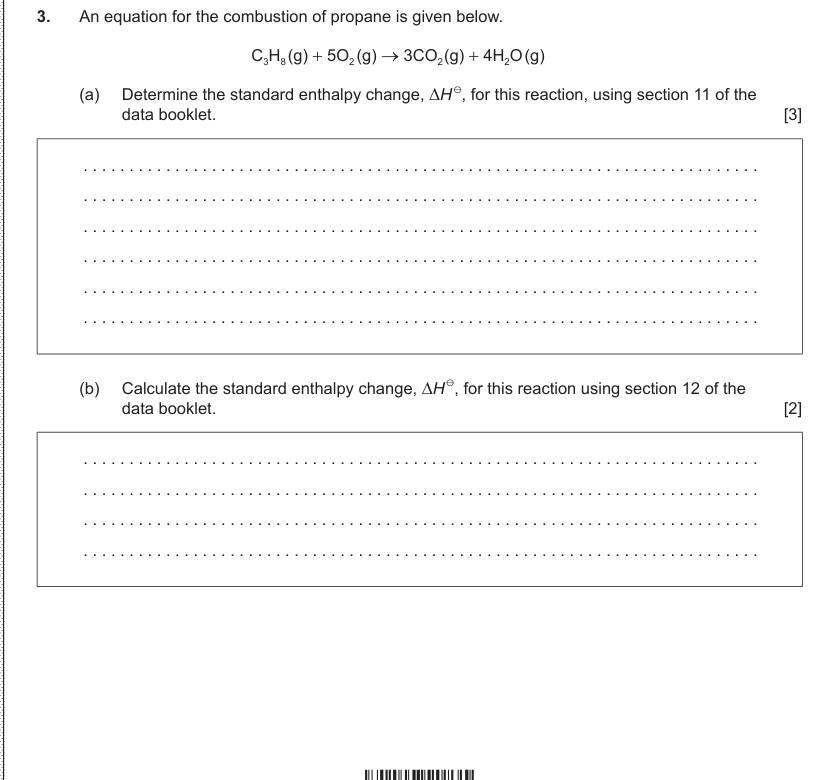 3. An equation for the combustion of propane is given below.
C₃H₈(g) + 5O₂(g) → 3CO₂(g) + 4H₂O(g)
(a) Determine the standard enthalpy change, ΔH⊖, for this reaction, using section 11 of the
data booklet. [3]
(b) Calculate the standard enthalpy change, ΔH⊖, for this reaction using section 12 of the
data booklet. [2]